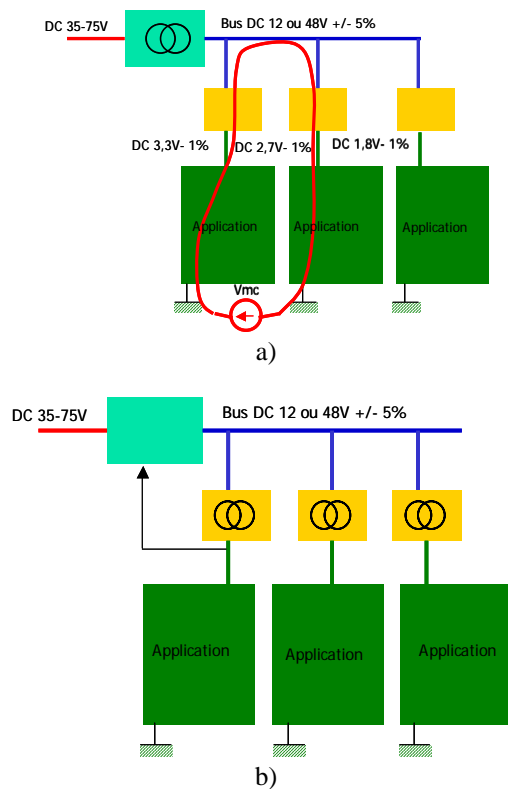 DC 35-75V
Bus DC 12 ou 48V +/- 5%
DC 3,3V- 1%
DC 2,7V- 1%
DC 1,8V- 1%
Application
Application
Application
Vmc
a)
DC 35-75V
Bus DC 12 ou 48V +/- 5%
Application
Application
Application
b)